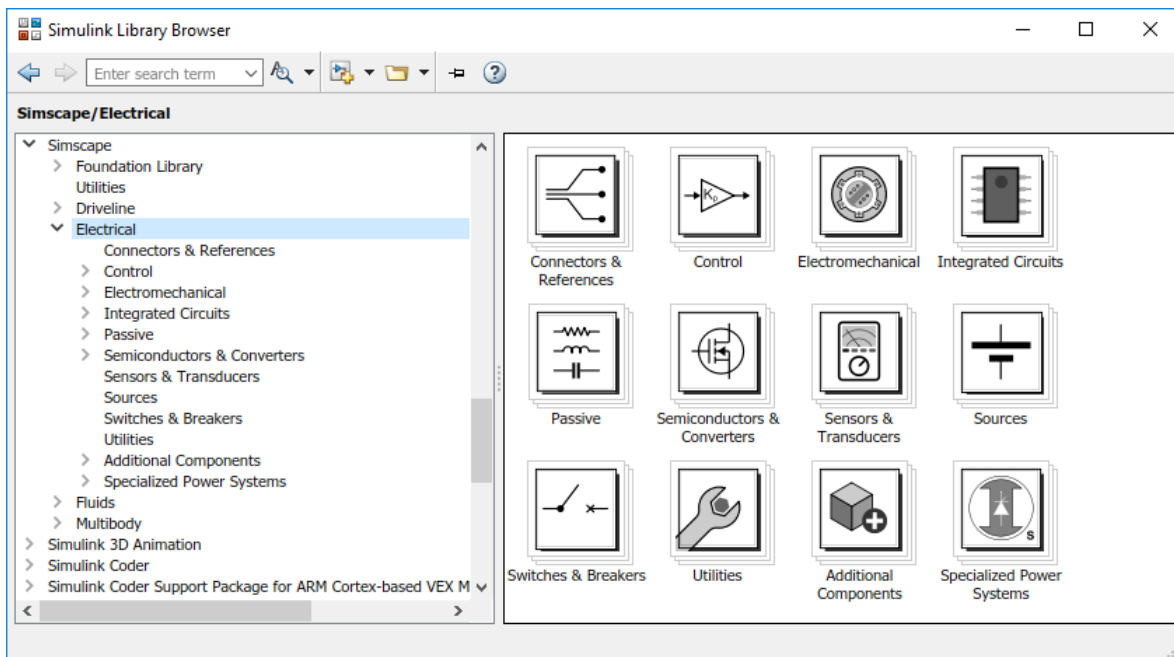 Simulink Library Browser
Enter search term
Simscape/Electrical
Simscape
Foundation Library
Utilities
Driveline
Electrical
Connectors & References
Control
Electromechanical
Integrated Circuits
Passive
Semiconductors & Converters
Sensors & Transducers
Sources
Switches & Breakers
Utilities
Additional Components
Specialized Power Systems
Fluids
Multibody
Simulink 3D Animation
Simulink Coder
Simulink Coder Support Package for ARM Cortex-based VEX M
Kp
Connectors &
References
Control
Electromechanical
Integrated Circuits
Passive
Semiconductors &
Converters
Sensors &
Transducers
Sources
S
Switches & Breakers
Utilities
Additional
Components
Specialized Power
Systems